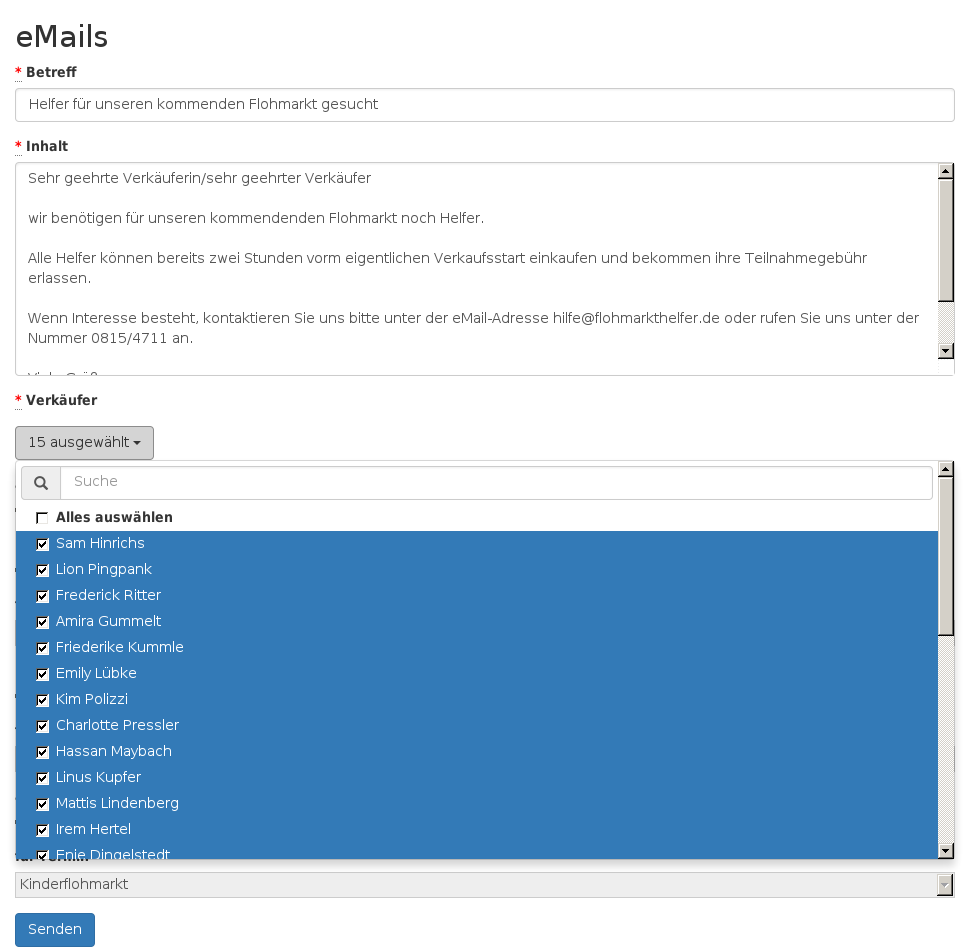 eMails
* Betreff
Helfer für unseren kommenden Flohmarkt gesucht
* Inhalt
Sehr geehrte Verkäuferin/sehr geehrter Verkäufer
wir benötigen für unseren kommendenden Flohmarkt noch Helfer.
Alle Helfer können bereits zwei Stunden vorm eigentlichen Verkaufsstart einkaufen und bekommen ihre Teilnahmegebühr
erlassen.
Wenn Interesse besteht, kontaktieren Sie uns bitte unter der eMail-Adresse hilfe@flohmarkthelfer.de oder rufen Sie uns unter der
Nummer 0815/4711 an.
* Verkäufer
15 ausgewählt
Suche
Alles auswählen
Sam Hinrichs
Lion Pingpank
Frederick Ritter
Amira Gummelt
Friederike Kummle
Emily Lübke
Kim Polizzi
Charlotte Pressler
Hassan Maybach
Linus Kupfer
Mattis Lindenberg
Irem Hertel
Enie Dingelstedt
Kinderflohmarkt
Senden